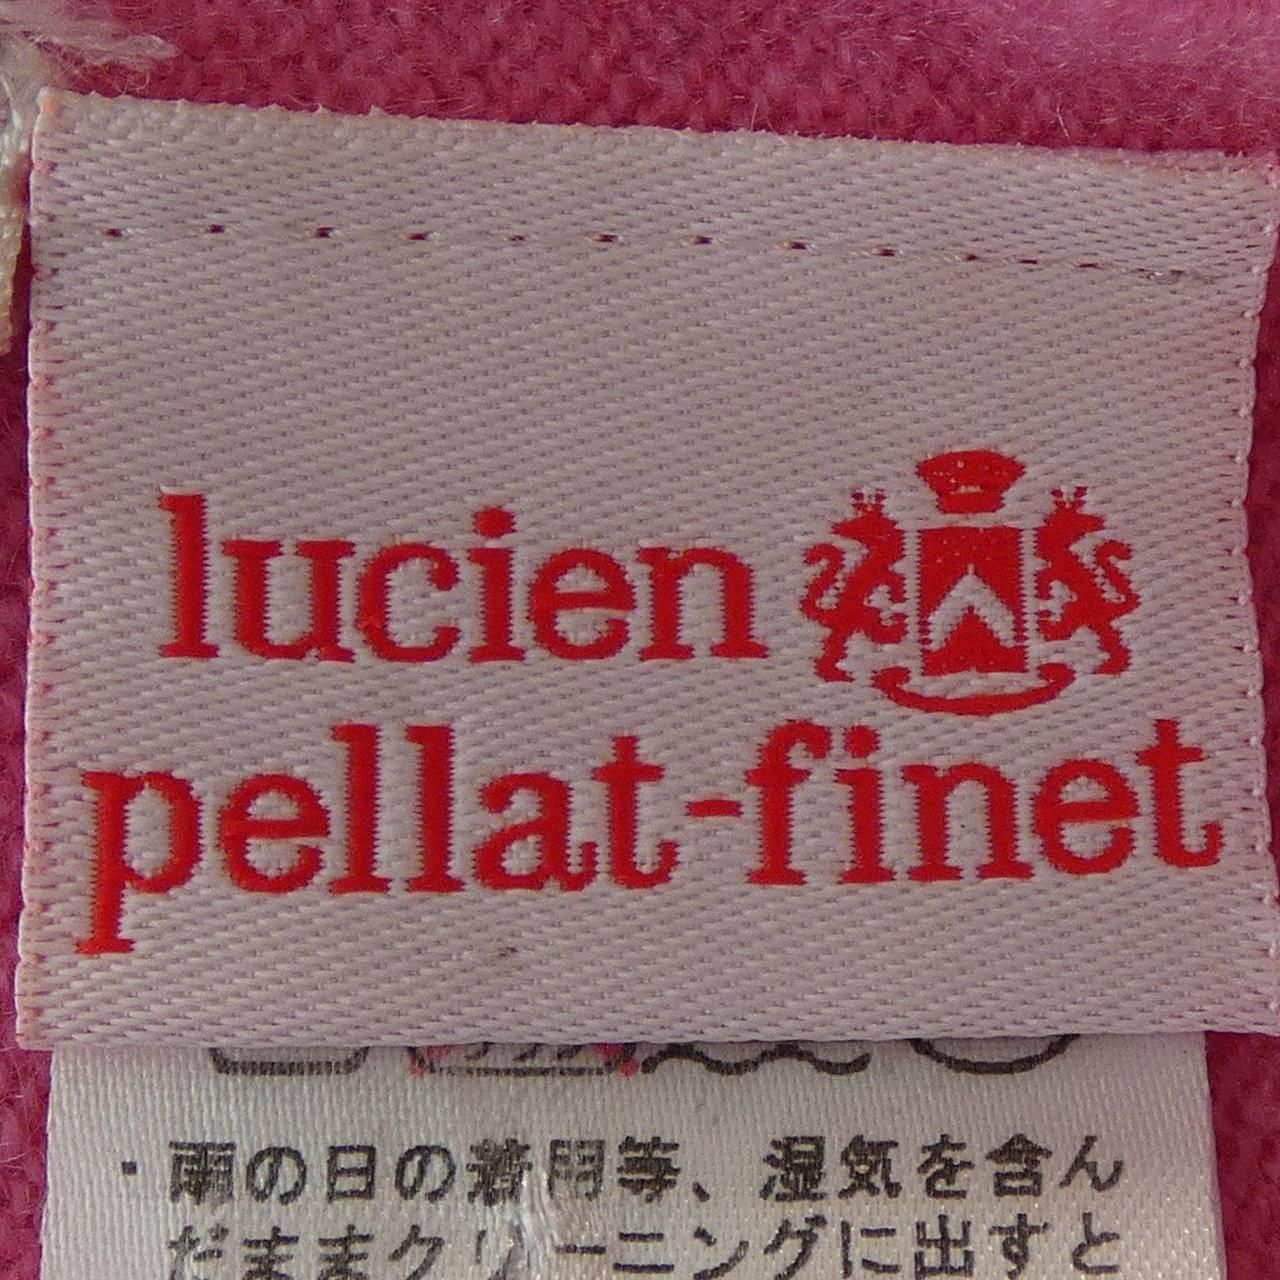 lucien
pellat-finet
・雨の日の着用等、湿気を含ん
だままクリーニングに出すと